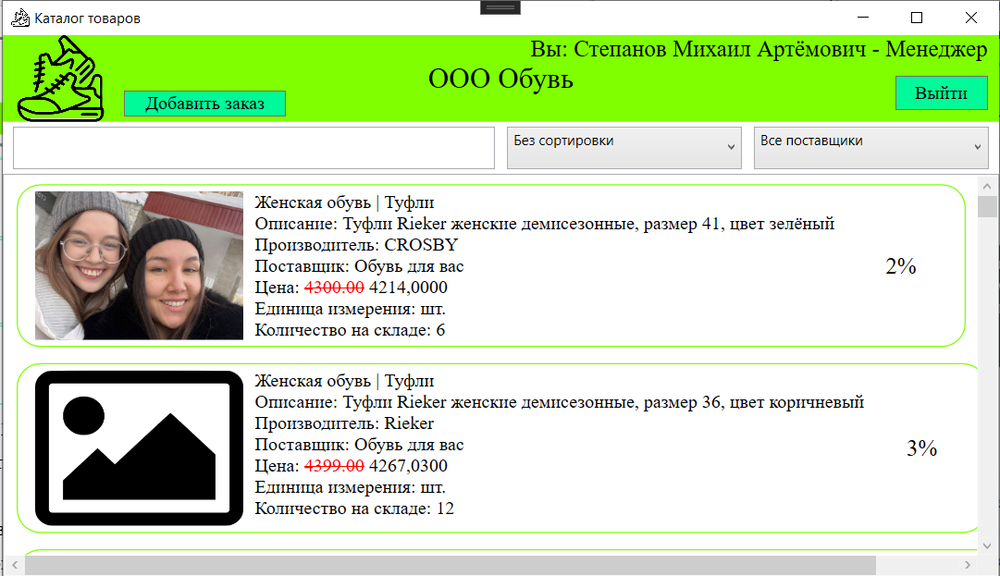 Каталог товаров
Вы: Степанов Михаил Артёмович - Менеджер
ООО Обувь
Добавить заказ
Выйти
Без сортировки
Все поставщики
Женская обувь | Туфли
Описание: Туфли Rieker женские демисезонные, размер 41, цвет зелёный
Производитель: CROSBY
Поставщик: Обувь для вас
Цена: 4300.00 4214,0000
Единица измерения: шт.
Количество на складе: 6
2%
Женская обувь | Туфли
Описание: Туфли Rieker женские демисезонные, размер 36, цвет коричневый
Производитель: Rieker
Поставщик: Обувь для вас
Цена: 4399.00 4267,0300
Единица измерения: шт.
Количество на складе: 12
3%